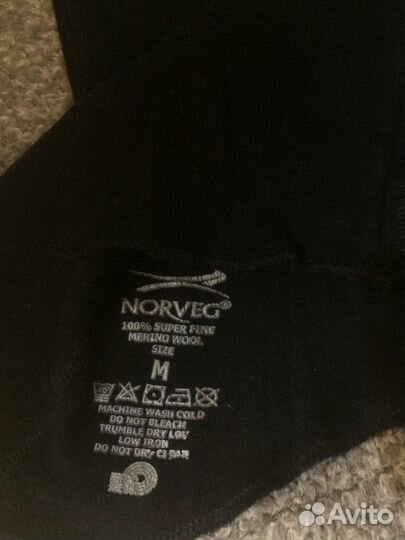 NORVEG®
100% SUPER FINE
MERINO WOOL
SIZE
M
MACHINE WASH COLD
DO NOT BLEACH
TRUMBLE DRY LOW
LOW IRON
DO NOT DRY CLEAN
Avito